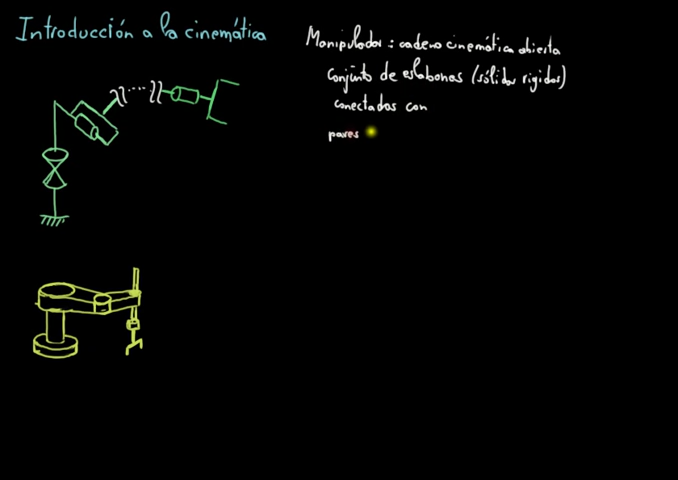 Introducción a la cinemática
Manipulador : cadena cinemática abierta
Conjunto de eslabones (sólidos rígidos)
conectados con
pares